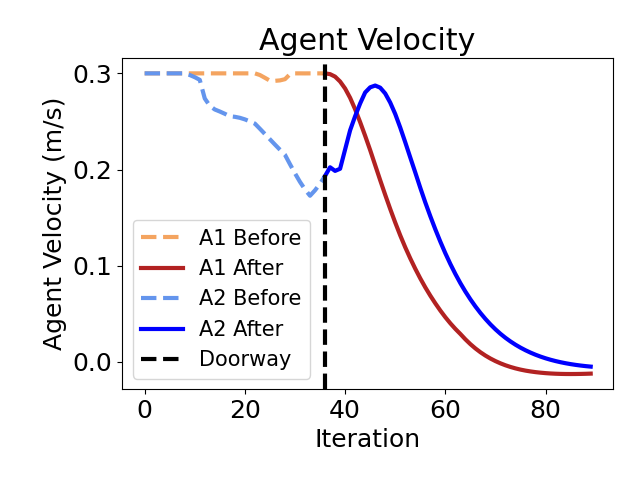 Agent Velocity
Agent Velocity (m/s)
0.3
0.2
0.1
0.0
A1 Before
A1 After
A2 Before
A2 After
Doorway
0 20 40 60 80
Iteration